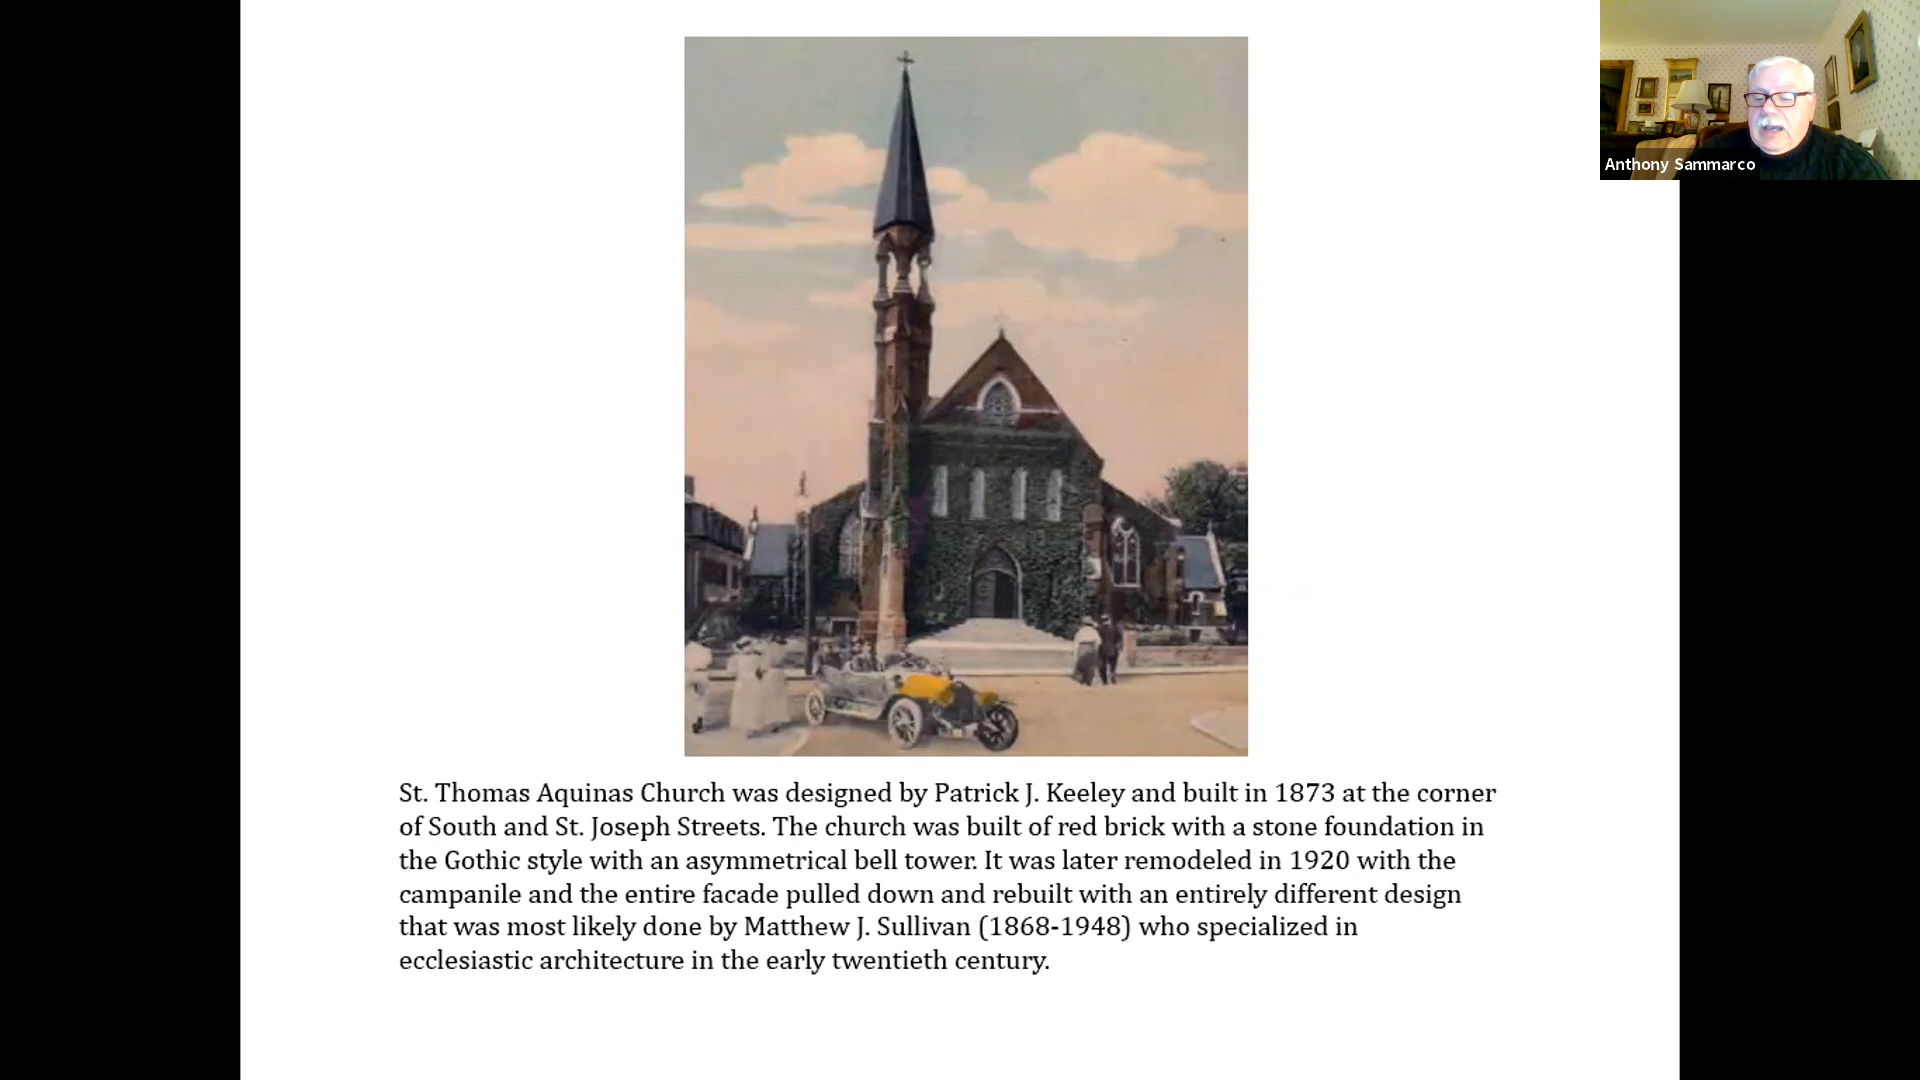 Anthony Sammarco
St. Thomas Aquinas Church was designed by Patrick J. Keeley and built in 1873 at the corner
of South and St. Joseph Streets. The church was built of red brick with a stone foundation in
the Gothic style with an asymmetrical bell tower. It was later remodeled in 1920 with the
campanile and the entire facade pulled down and rebuilt with an entirely different design
that was most likely done by Matthew J. Sullivan (1868-1948) who specialized in
ecclesiastic architecture in the early twentieth century.